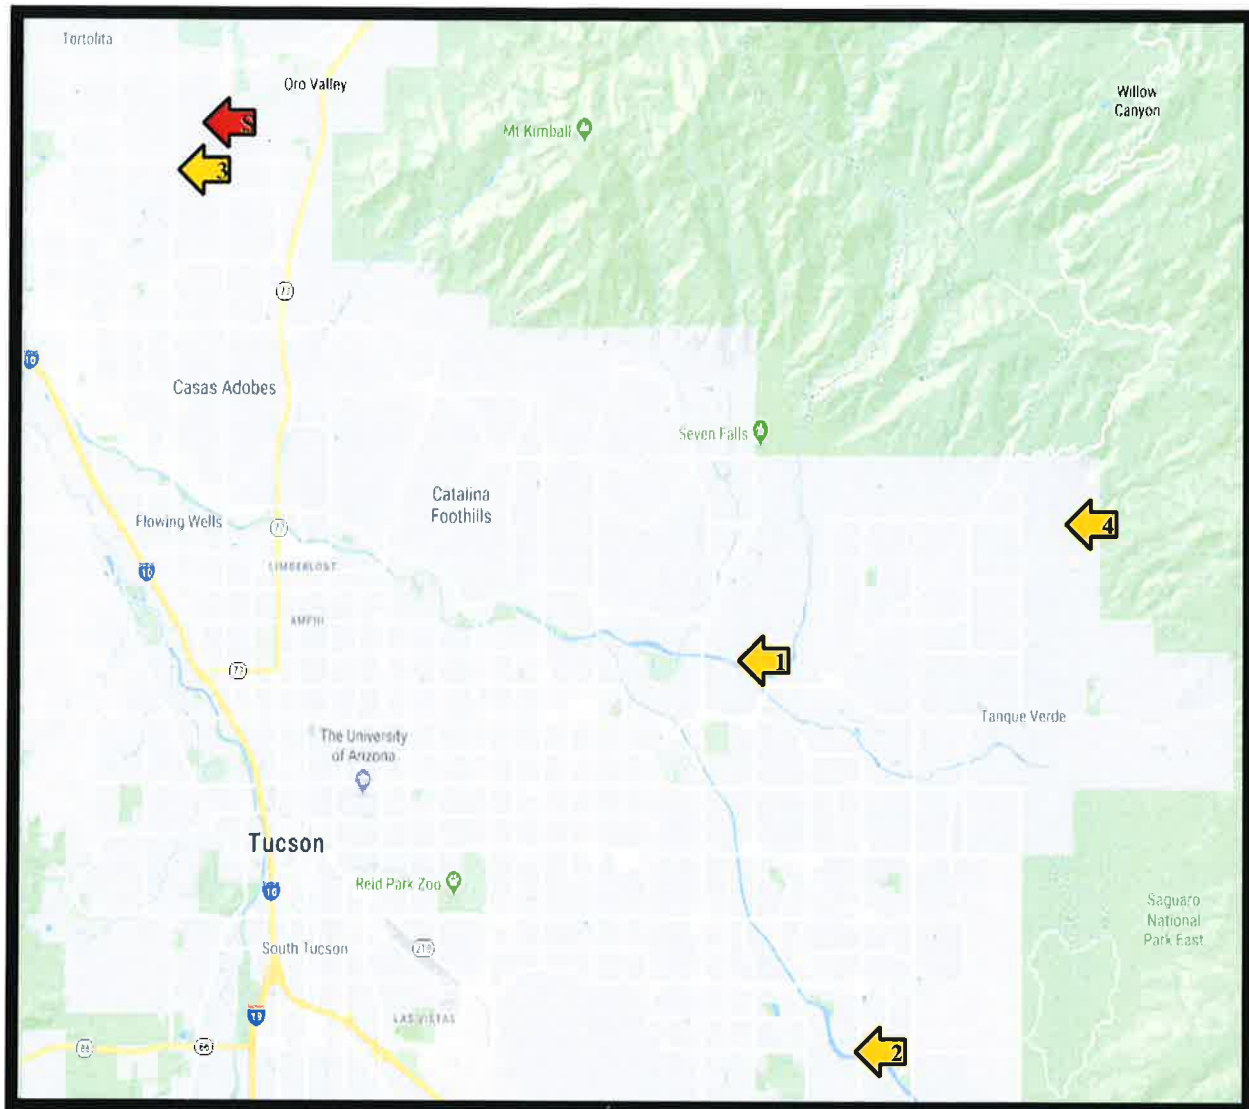 Tortolita
Oro Valley
Willow
Canyon
S
Mt Kimball
3
77
10
Casas Adobes
Seven Falls
Catalina
Foothills
Flowing Wells
77
4
LIMBERLOST
10
AMPHI
1
77
Tanque Verde
The University
of Arizona
Tucson
Reid Park Zoo
10
Saguaro
National
Park East
South Tucson
210
19
LAS VISTAS
86
86
2